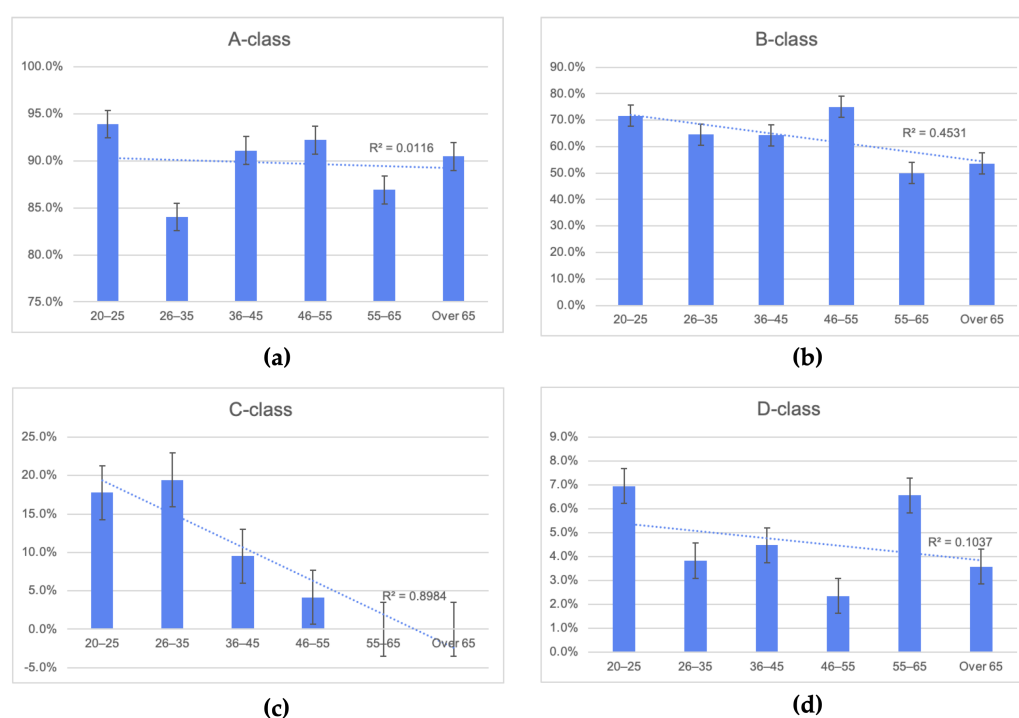 A-class
100.0%
95.0%
90.0%
85.0%
80.0%
75.0%
R² = 0.0116
20–25 26–35 36–45 46–55 55–65 Over 65
(a)
B-class
90.0%
80.0%
70.0%
60.0%
50.0%
40.0%
30.0%
20.0%
10.0%
0.0%
R² = 0.4531
20–25 26–35 36–45 46–55 55–65 Over 65
(b)
C-class
25.0%
20.0%
15.0%
10.0%
5.0%
0.0%
-5.0%
R² = 0.8984
20–25 26–35 36–45 46–55 55–65 Over 65
(c)
D-class
9.0%
8.0%
7.0%
6.0%
5.0%
4.0%
3.0%
2.0%
1.0%
0.0%
R² = 0.1037
20–25 26–35 36–45 46–55 55–65 Over 65
(d)